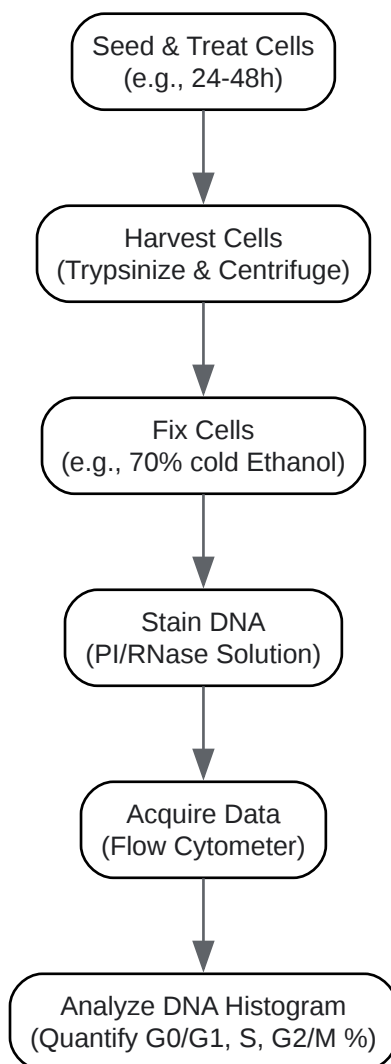 Seed & Treat Cells
(e.g., 24-48h)
Harvest Cells
(Trypsinize & Centrifuge)
Fix Cells
(e.g., 70% cold Ethanol)
Stain DNA
(PI/RNase Solution)
Acquire Data
(Flow Cytometer)
Analyze DNA Histogram
(Quantify G0/G1, S, G2/M %)